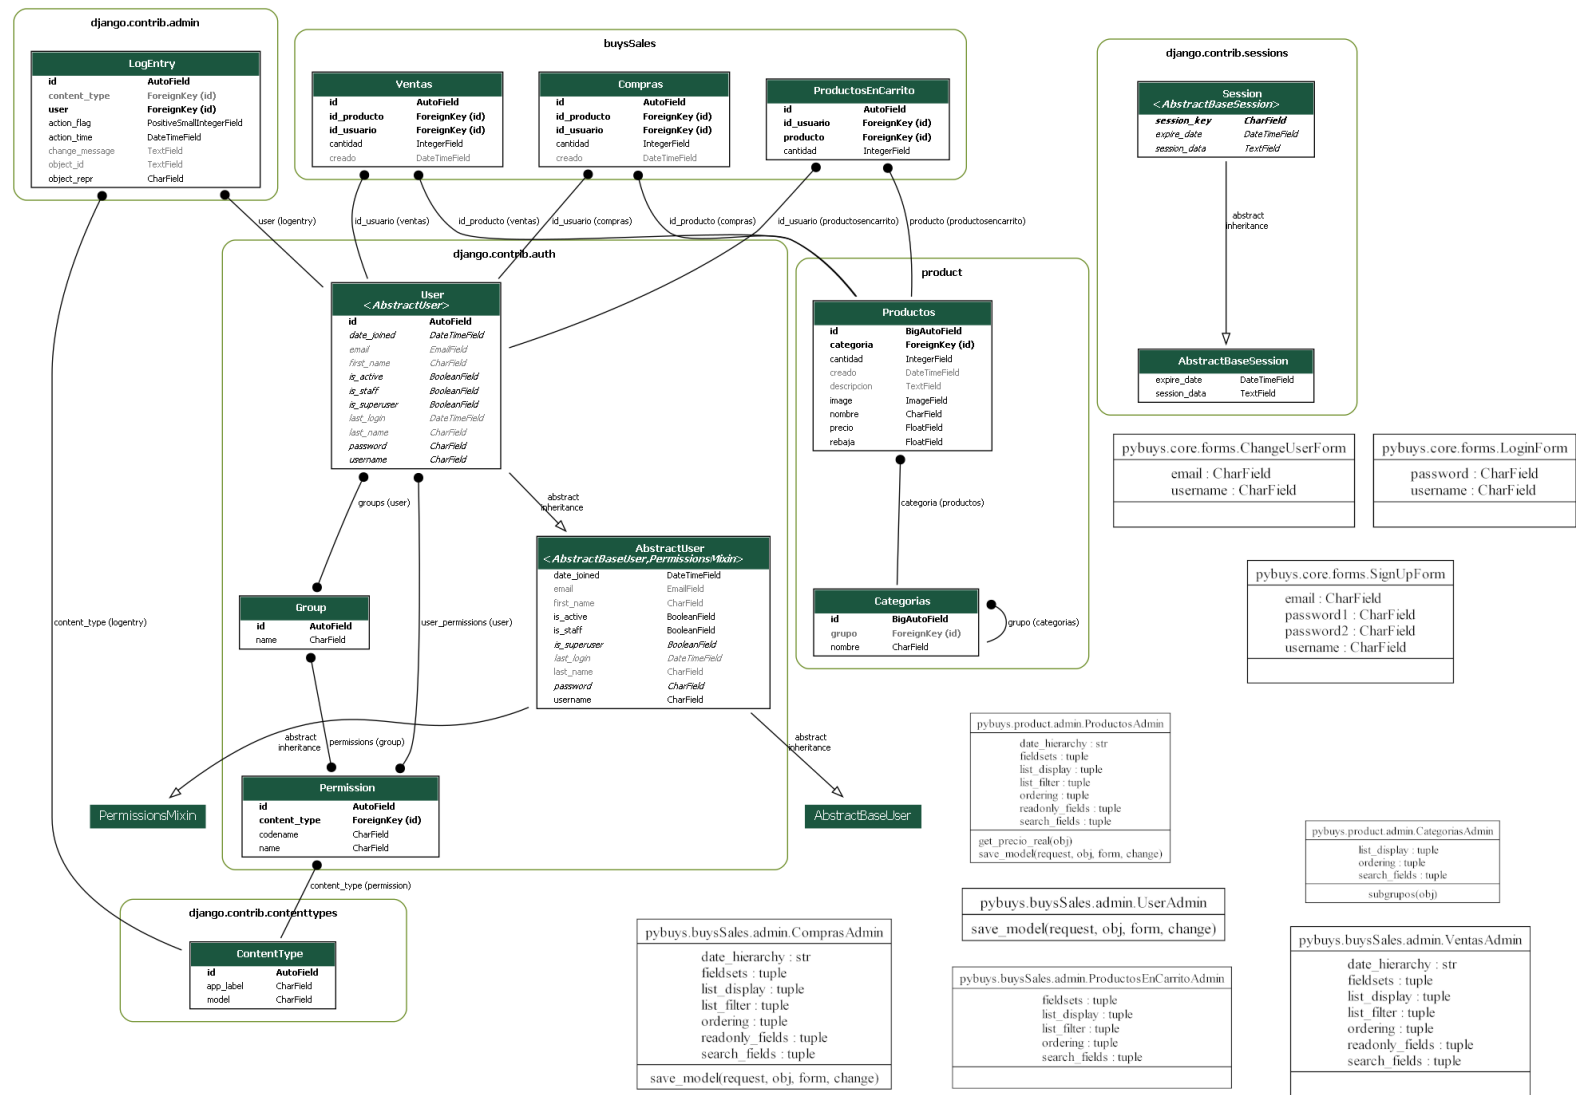 django.contrib.admin
LogEntry
id AutoField
content_type ForeignKey (id)
user ForeignKey (id)
action_flag PositiveSmallIntegerField
action_time DateTimeField
change_message TextField
object_id TextField
object_repr CharField
buysSales
Ventas
id AutoField
id_producto ForeignKey (id)
id_usuario ForeignKey (id)
cantidad IntegerField
creado DateTimeField
Compras
id AutoField
id_producto ForeignKey (id)
id_usuario ForeignKey (id)
cantidad IntegerField
creado DateTimeField
ProductosEnCarrito
id AutoField
id_usuario ForeignKey (id)
producto ForeignKey (id)
cantidad IntegerField
django.contrib.sessions
Session
<AbstractBaseSession>
session_key CharField
expire_date DateTimeField
session_data TextField
abstract
inheritance
AbstractBaseSession
expire_date DateTimeField
session_data TextField
user (logentry)
id_usuario (ventas)
id_producto (ventas)
id_usuario (compras)
id_producto (compras)
id_usuario (productosencarrito)
producto (productosencarrito)
django.contrib.auth
User
<AbstractUser>
id AutoField
date_joined DateTimeField
email EmailField
first_name CharField
is_active BooleanField
is_staff BooleanField
is_superuser BooleanField
last_login DateTimeField
last_name CharField
password CharField
username CharField
groups (user)
abstract
inheritance
AbstractUser
<AbstractBaseUser,PermissionsMixin>
date_joined DateTimeField
email EmailField
first_name CharField
is_active BooleanField
is_staff BooleanField
is_superuser BooleanField
last_login DateTimeField
last_name CharField
password CharField
username CharField
Group
id AutoField
name CharField
user_permissions (user)
content_type (logentry)
abstract
inheritance
permissions (group)
abstract
inheritance
PermissionsMixin
AbstractBaseUser
Permission
id AutoField
content_type ForeignKey (id)
codename CharField
name CharField
content_type (permission)
django.contrib.contenttypes
ContentType
id AutoField
app_label CharField
model CharField
product
Productos
id BigAutoField
categoria ForeignKey (id)
cantidad IntegerField
creado DateTimeField
descripcion TextField
image ImageField
nombre CharField
precio FloatField
rebaja FloatField
categoria (productos)
Categorias
id BigAutoField
grupo ForeignKey (id)
nombre CharField
grupo (categorias)
pybuys.core.forms.ChangeUserForm
email : CharField
username : CharField
pybuys.core.forms.LoginForm
password : CharField
username : CharField
pybuys.core.forms.SignUpForm
email : CharField
password1 : CharField
password2 : CharField
username : CharField
pybuys.product.admin.ProductosAdmin
date_hierarchy : str
fieldsets : tuple
list_display : tuple
list_filter : tuple
ordering : tuple
readonly_fields : tuple
search_fields : tuple
get_precio_real(obj)
save_model(request, obj, form, change)
pybuys.product.admin.CategoriasAdmin
list_display : tuple
ordering : tuple
search_fields : tuple
subgrupos(obj)
pybuys.buysSales.admin.UserAdmin
save_model(request, obj, form, change)
pybuys.buysSales.admin.ComprasAdmin
date_hierarchy : str
fieldsets : tuple
list_display : tuple
list_filter : tuple
ordering : tuple
readonly_fields : tuple
search_fields : tuple
save_model(request, obj, form, change)
pybuys.buysSales.admin.ProductosEnCarritoAdmin
fieldsets : tuple
list_display : tuple
list_filter : tuple
ordering : tuple
search_fields : tuple
pybuys.buysSales.admin.VentasAdmin
date_hierarchy : str
fieldsets : tuple
list_display : tuple
list_filter : tuple
ordering : tuple
readonly_fields : tuple
search_fields : tuple